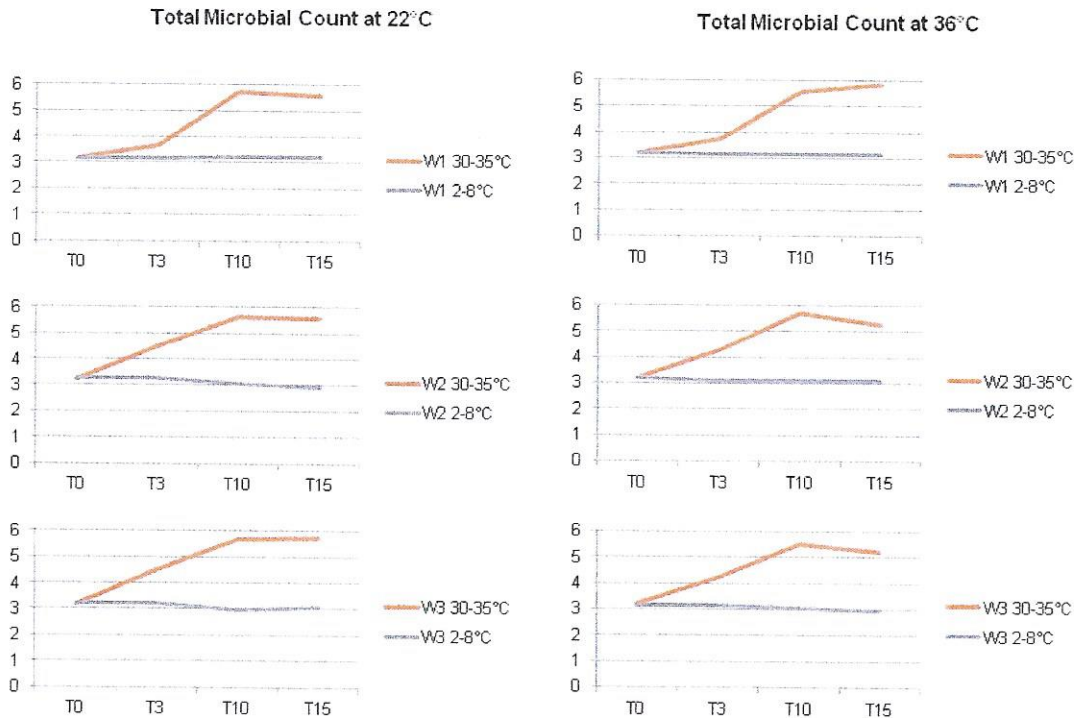 Total Microbial Count at 22°C
6
5
4
3
2
1
0
T0 T3 T10 T15
W1 30-35°C
W1 2-8°C
6
5
4
3
2
1
0
T0 T3 T10 T15
W2 30-35°C
W2 2-8°C
6
5
4
3
2
1
0
T0 T3 T10 T15
W3 30-35°C
W3 2-8°C
Total Microbial Count at 36°C
6
5
4
3
2
1
0
T0 T3 T10 T15
W1 30-35°C
W1 2-8°C
6
5
4
3
2
1
0
T0 T3 T10 T15
W2 30-35°C
W2 2-8°C
6
5
4
3
2
1
0
T0 T3 T10 T15
W3 30-35°C
W3 2-8°C